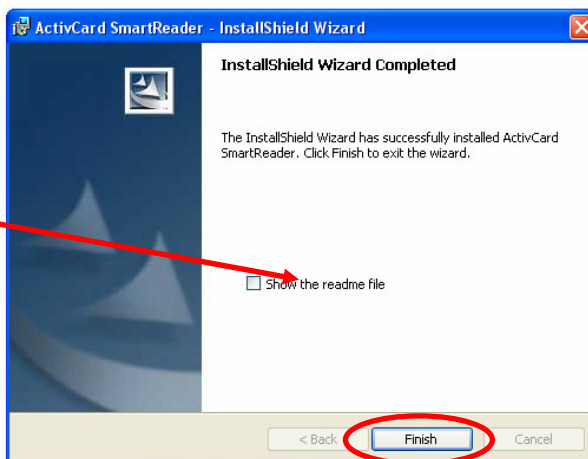 ActivCard SmartReader - InstallShield Wizard
InstallShield Wizard Completed
The InstallShield Wizard has successfully installed ActivCard
SmartReader. Click Finish to exit the wizard.
Show the readme file
< Back Finish Cancel